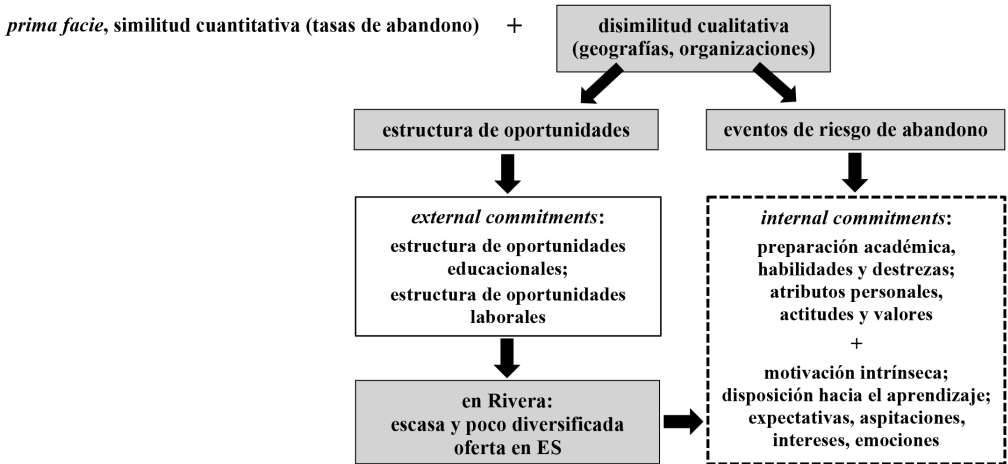 prima facie, similitud cuantitativa (tasas de abandono) +
disimilitud cualitativa
(geografías, organizaciones)
estructura de oportunidades
eventos de riesgo de abandono
external commitments:
estructura de oportunidades
educacionales;
estructura de oportunidades
laborales
internal commitments:
preparación académica,
habilidades y destrezas;
atributos personales,
actitudes y valores
+
motivación intrínseca;
disposición hacia el aprendizaje;
expectativas, aspitaciones,
intereses, emociones
en Rivera:
escasa y poco diversificada
oferta en ES